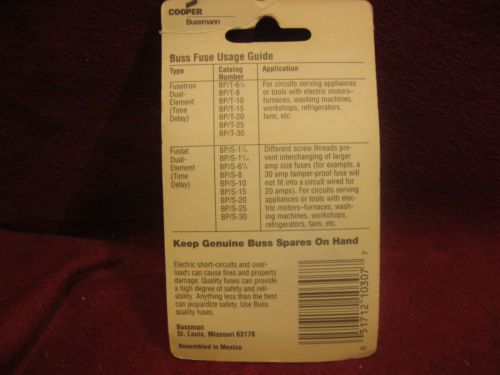 COOPER
Bussmann
Buss Fuse Usage Guide
Type Catalog Number Application
Fusetron Dual-Element (Time Delay)
BP/T-6¼
BP/T-8
BP/T-10
BP/T-15
BP/T-20
BP/T-25
BP/T-30
For circuits serving appliances
or tools with electric motors–
furnaces, washing machines,
workshops, refrigerators,
fans, etc.
Fustat Dual-Element (Time Delay)
BP/S-6¼
BP/S-8
BP/S-10
BP/S-15
BP/S-20
BP/S-25
BP/S-30
Different screw threads pre-
vent interchanging of larger
amp size fuses (for example, a
30 amp tamper-proof fuse will
not fit into a circuit wired for
20 amps). For circuits serving
appliances or tools with elec-
tric motors–furnaces, wash-
ing machines, workshops,
refrigerators, fans, etc.
Keep Genuine Buss Spares On Hand
Electric short-circuits and over-
loads can cause fires and property
damage. Quality fuses can provide
a high degree of safety and reli-
ability. Anything less than the best
can jeopardize safety. Use Buss
quality fuses.
Bussman
St. Louis, Missouri 63178
Assembled in Mexico
0 51712 10307 7